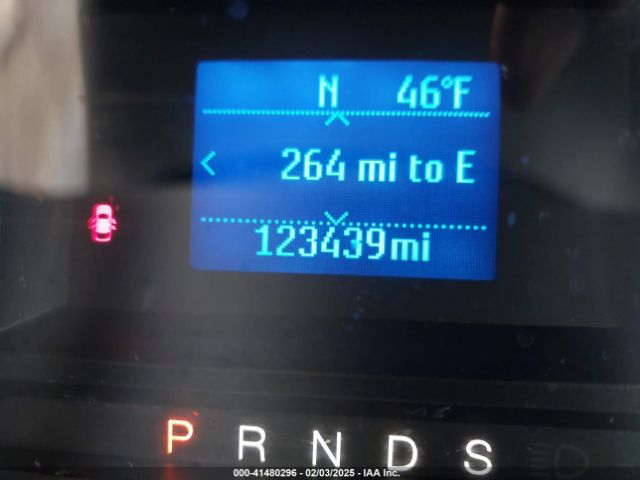 N 46°F
< 264 mi to E
123439mi
P R N D S
000-41480296 - 02/03/2025 - IAA Inc.